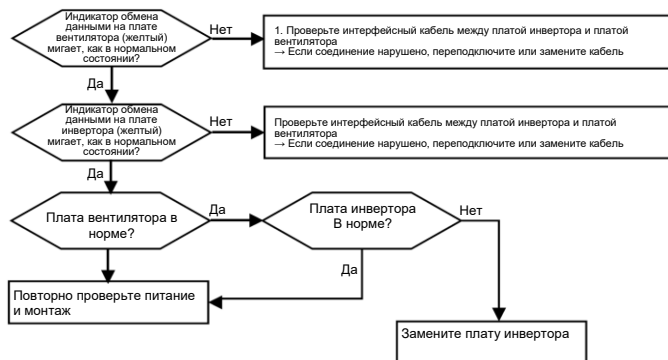 Индикатор обмена
данными на плате
вентилятора (желтый)
мигает, как в нормальном
состоянии?
Нет
1. Проверьте интерфейсный кабель между платой инвертора и платой
вентилятора
→ Если соединение нарушено, переподключите или замените кабель
Да
Индикатор обмена
данными на плате
инвертора (желтый)
мигает, как в нормальном
состоянии?
Нет
Проверьте интерфейсный кабель между платой инвертора и платой
вентилятора
→ Если соединение нарушено, переподключите или замените кабель
Да
Плата вентилятора в
норме?
Да
Плата инвертора
В норме?
Нет
Да
Повторно проверьте питание
и монтаж
Замените плату инвертора